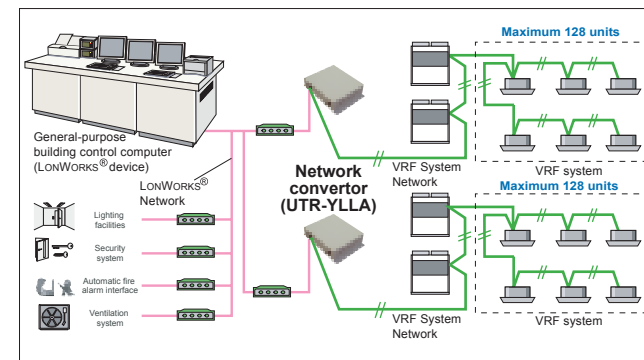 Maximum 128 units
General-purpose
building control computer
(LONWORKS® device)
LONWORKS®
Network
Network
convertor
(UTR-YLLA)
VRF System
Network
VRF system
Maximum 128 units
Lighting
facilities
Security
system
Automatic fire
alarm interface
Ventilation
system
VRF System
Network
VRF system